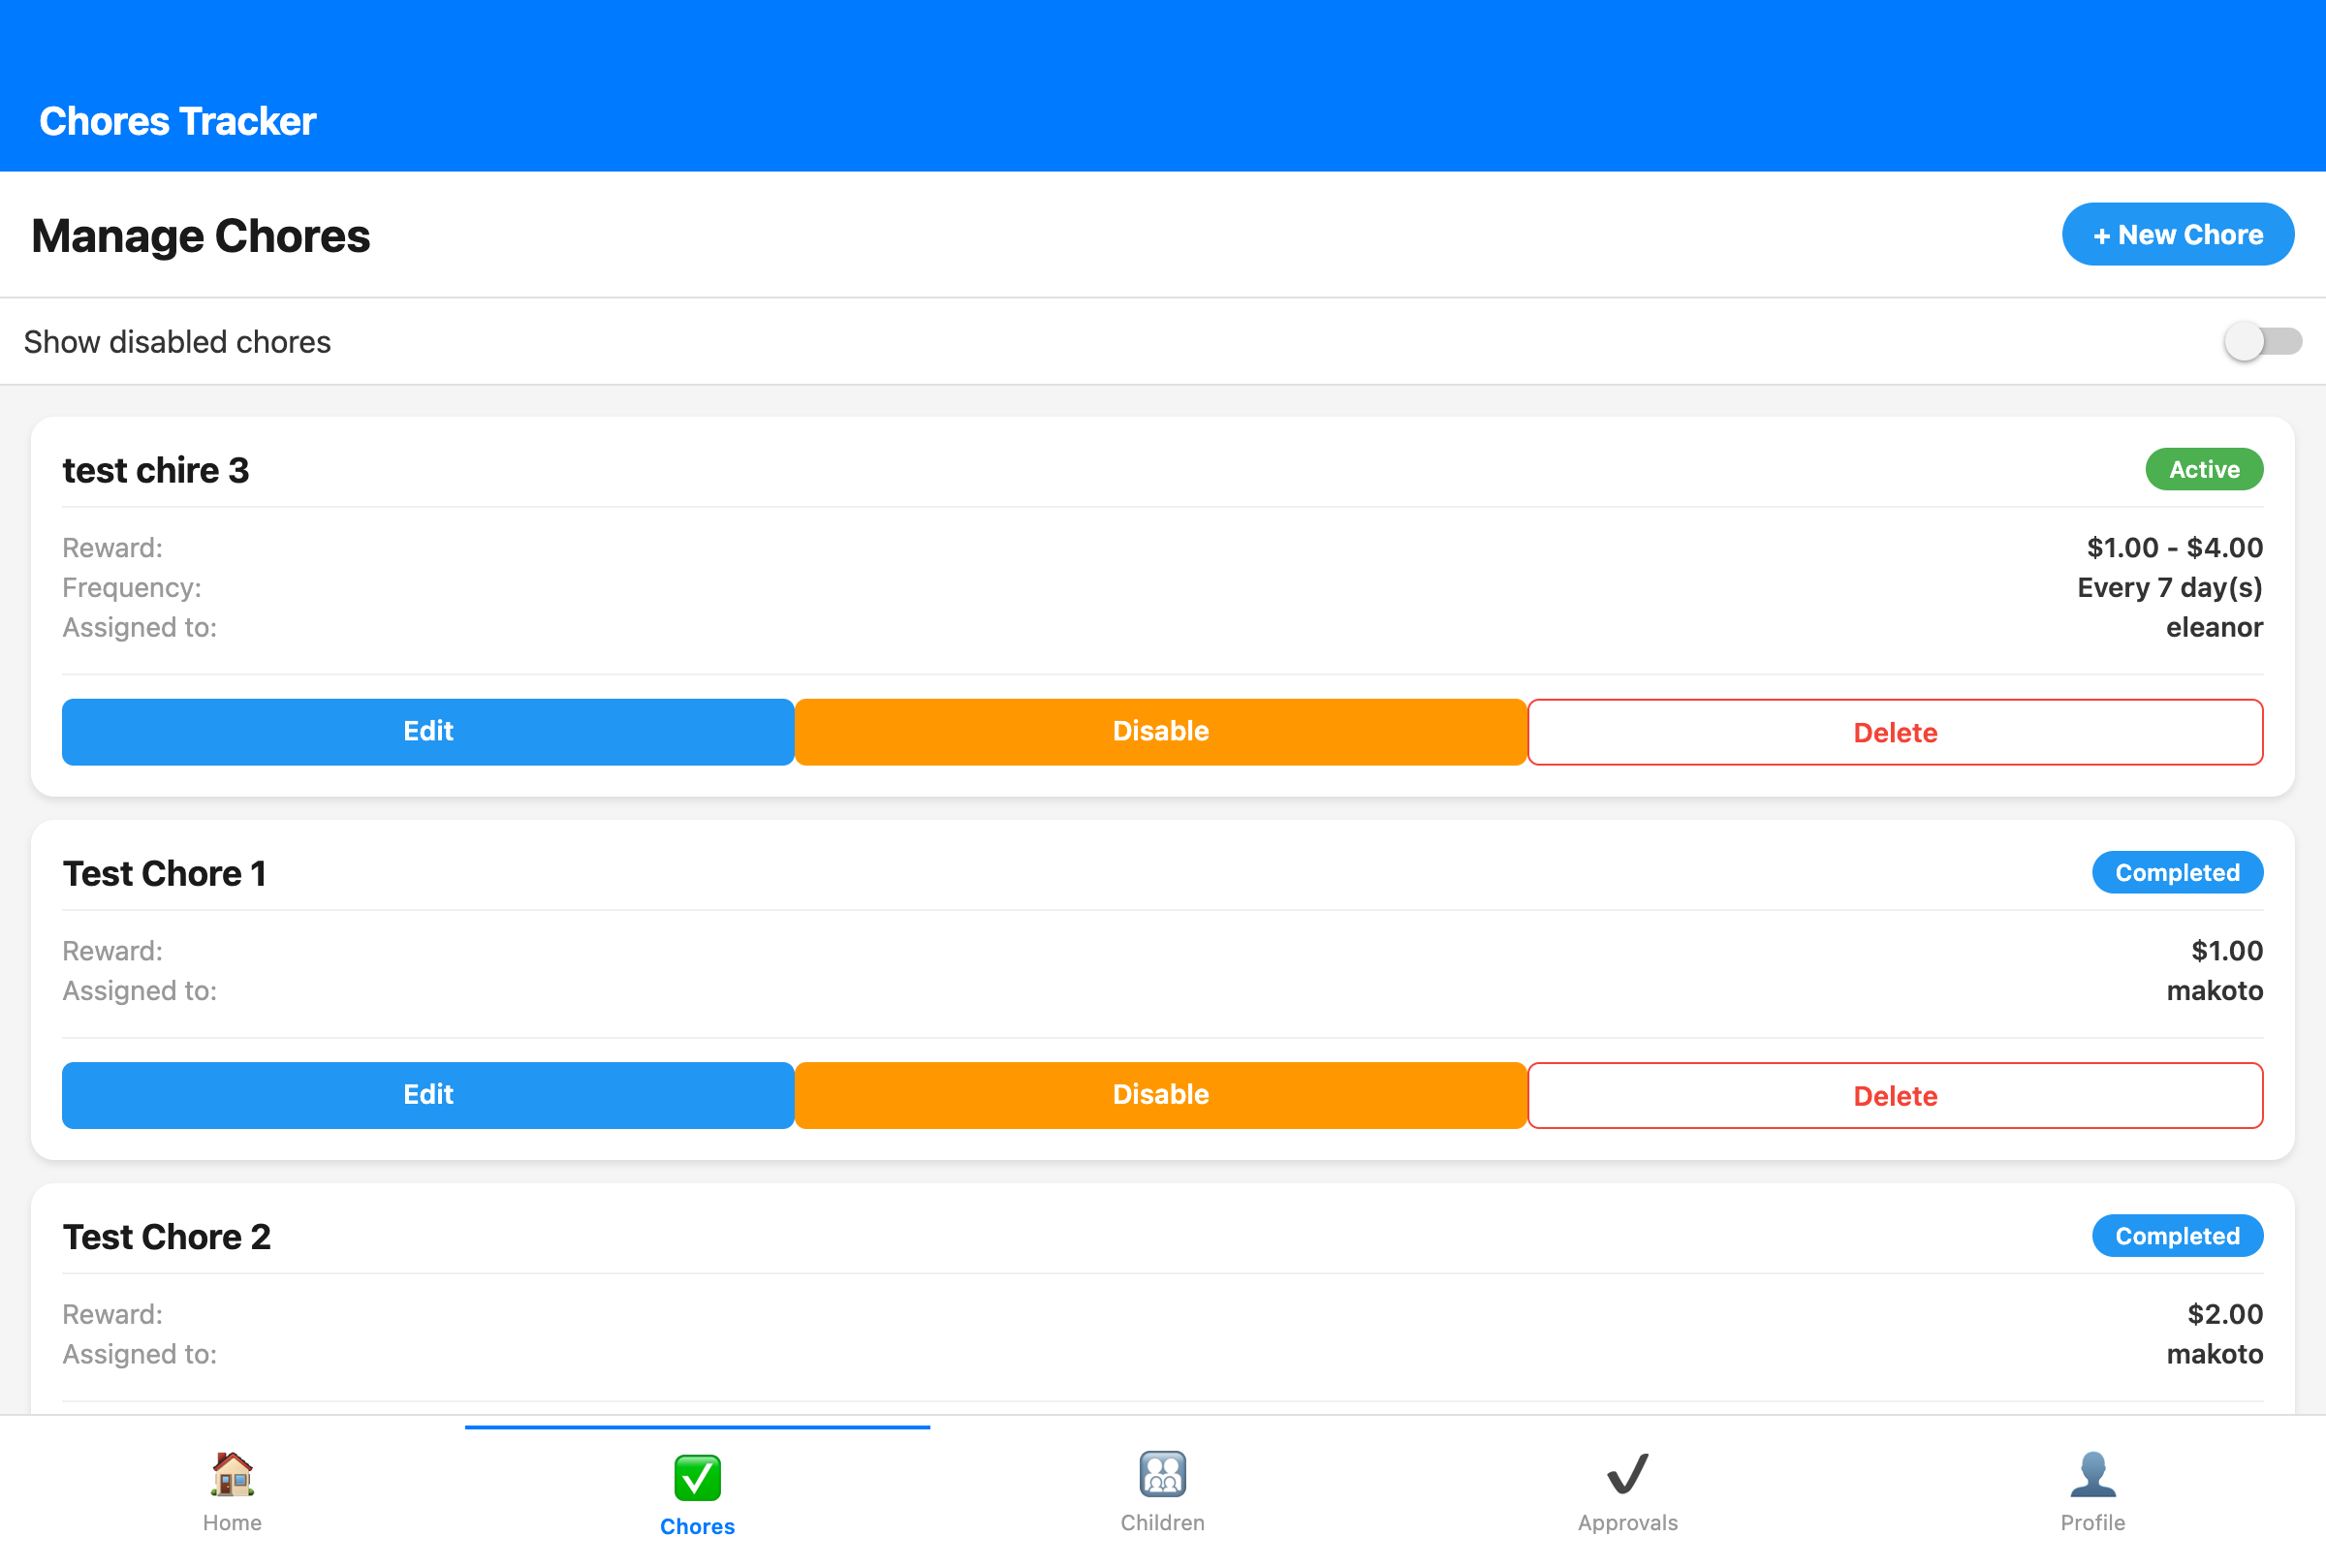 Chores Tracker
Manage Chores
+ New Chore
Show disabled chores
test chire 3
Active
Reward:
$1.00 - $4.00
Frequency:
Every 7 day(s)
Assigned to:
eleanor
Edit
Disable
Delete
Test Chore 1
Completed
Reward:
$1.00
Assigned to:
makoto
Edit
Disable
Delete
Test Chore 2
Completed
Reward:
$2.00
Assigned to:
makoto
Home
Chores
Children
Approvals
Profile